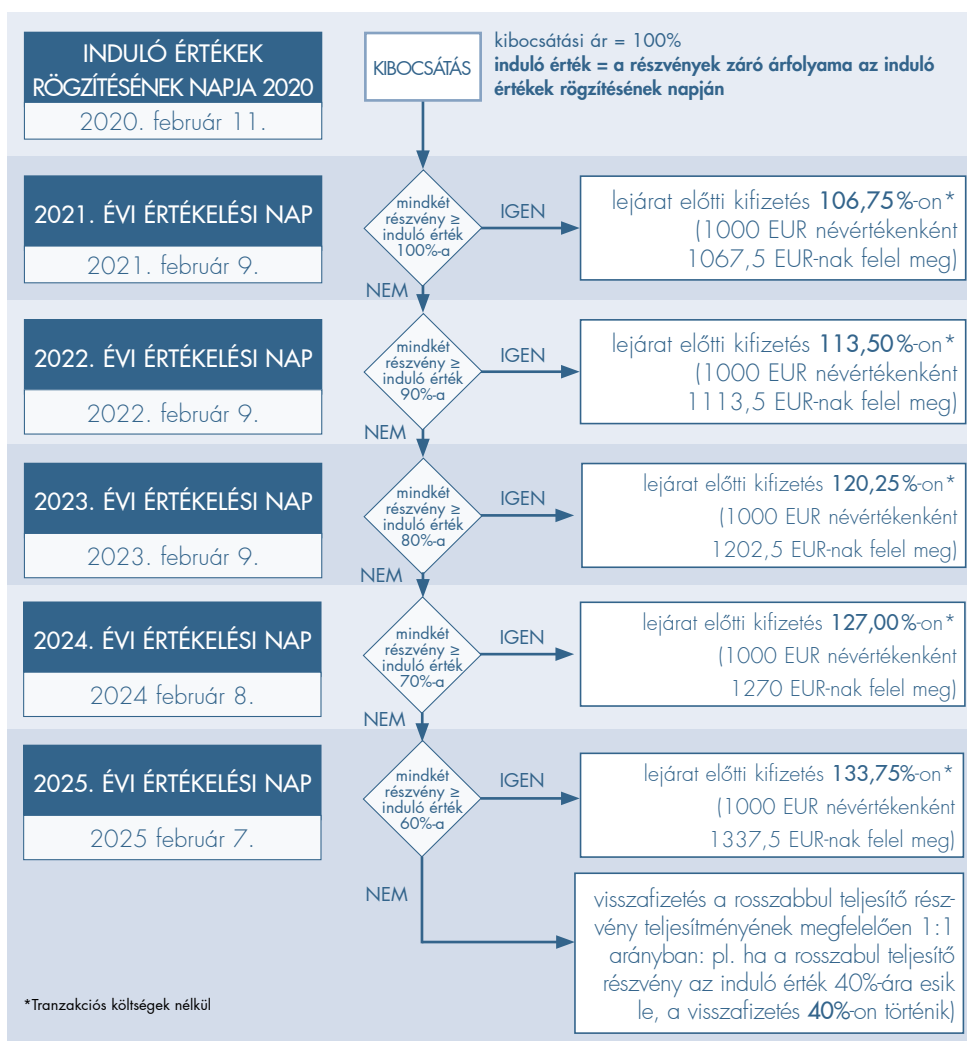 INDULÓ ÉRTÉKEK
RÖGZÍTÉSÉNEK NAPJA 2020
2020. február 11.
KIBOCSÁTÁS
kibocsátási ár = 100%
induló érték = a részvények záró árfolyama az induló
értékek rögzítésének napján
2021. ÉVI ÉRTÉKELÉSI NAP
2021. február 9.
mindkét
részvény ≥
induló érték
100%-a
IGEN
lejárat előtti kifizetés 106,75%-on*
(1000 EUR névértékenként
1067,5 EUR-nak felel meg)
NEM
2022. ÉVI ÉRTÉKELÉSI NAP
2022. február 9.
mindkét
részvény ≥
induló érték
90%-a
IGEN
lejárat előtti kifizetés 113,50%-on*
(1000 EUR névértékenként
1113,5 EUR-nak felel meg)
NEM
2023. ÉVI ÉRTÉKELÉSI NAP
2023. február 9.
mindkét
részvény ≥
induló érték
80%-a
IGEN
lejárat előtti kifizetés 120,25%-on*
(1000 EUR névértékenként
1202,5 EUR-nak felel meg)
NEM
2024. ÉVI ÉRTÉKELÉSI NAP
2024 február 8.
mindkét
részvény ≥
induló érték
70%-a
IGEN
lejárat előtti kifizetés 127,00%-on*
(1000 EUR névértékenként
1270 EUR-nak felel meg)
NEM
2025. ÉVI ÉRTÉKELÉSI NAP
2025 február 7.
mindkét
részvény ≥
induló érték
60%-a
IGEN
lejárat előtti kifizetés 133,75%-on*
(1000 EUR névértékenként
1337,5 EUR-nak felel meg)
NEM
visszafizetés a rosszabbul teljesítő rész-
vény teljesítményének megfelelően 1:1
arányban: pl. ha a rosszabul teljesítő
részvény az induló érték 40%-ára esik
le, a visszafizetés 40%-on történik)
*Tranzakciós költségek nélkül